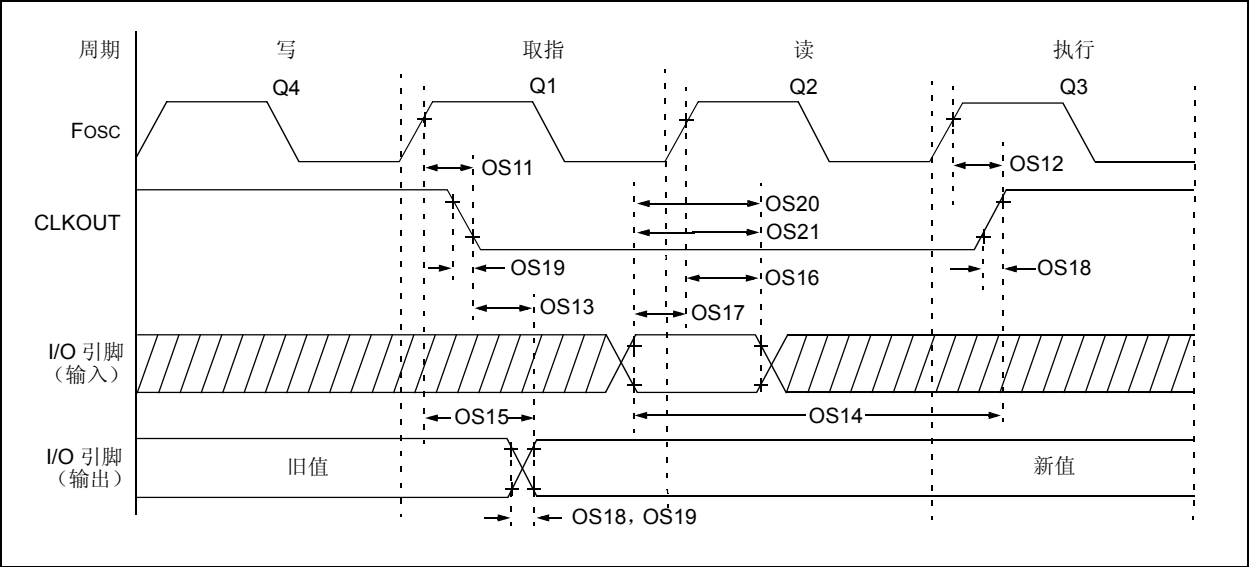 周期 写 取指 读 执行
Q4 Q1 Q2 Q3
Fosc
OS11 OS12
OS20
CLKOUT
OS21
OS19 OS16 OS18
OS13 OS17
I/O 引脚
（输入）
OS15 OS14
I/O 引脚
（输出）
旧值 新值
OS18，OS19